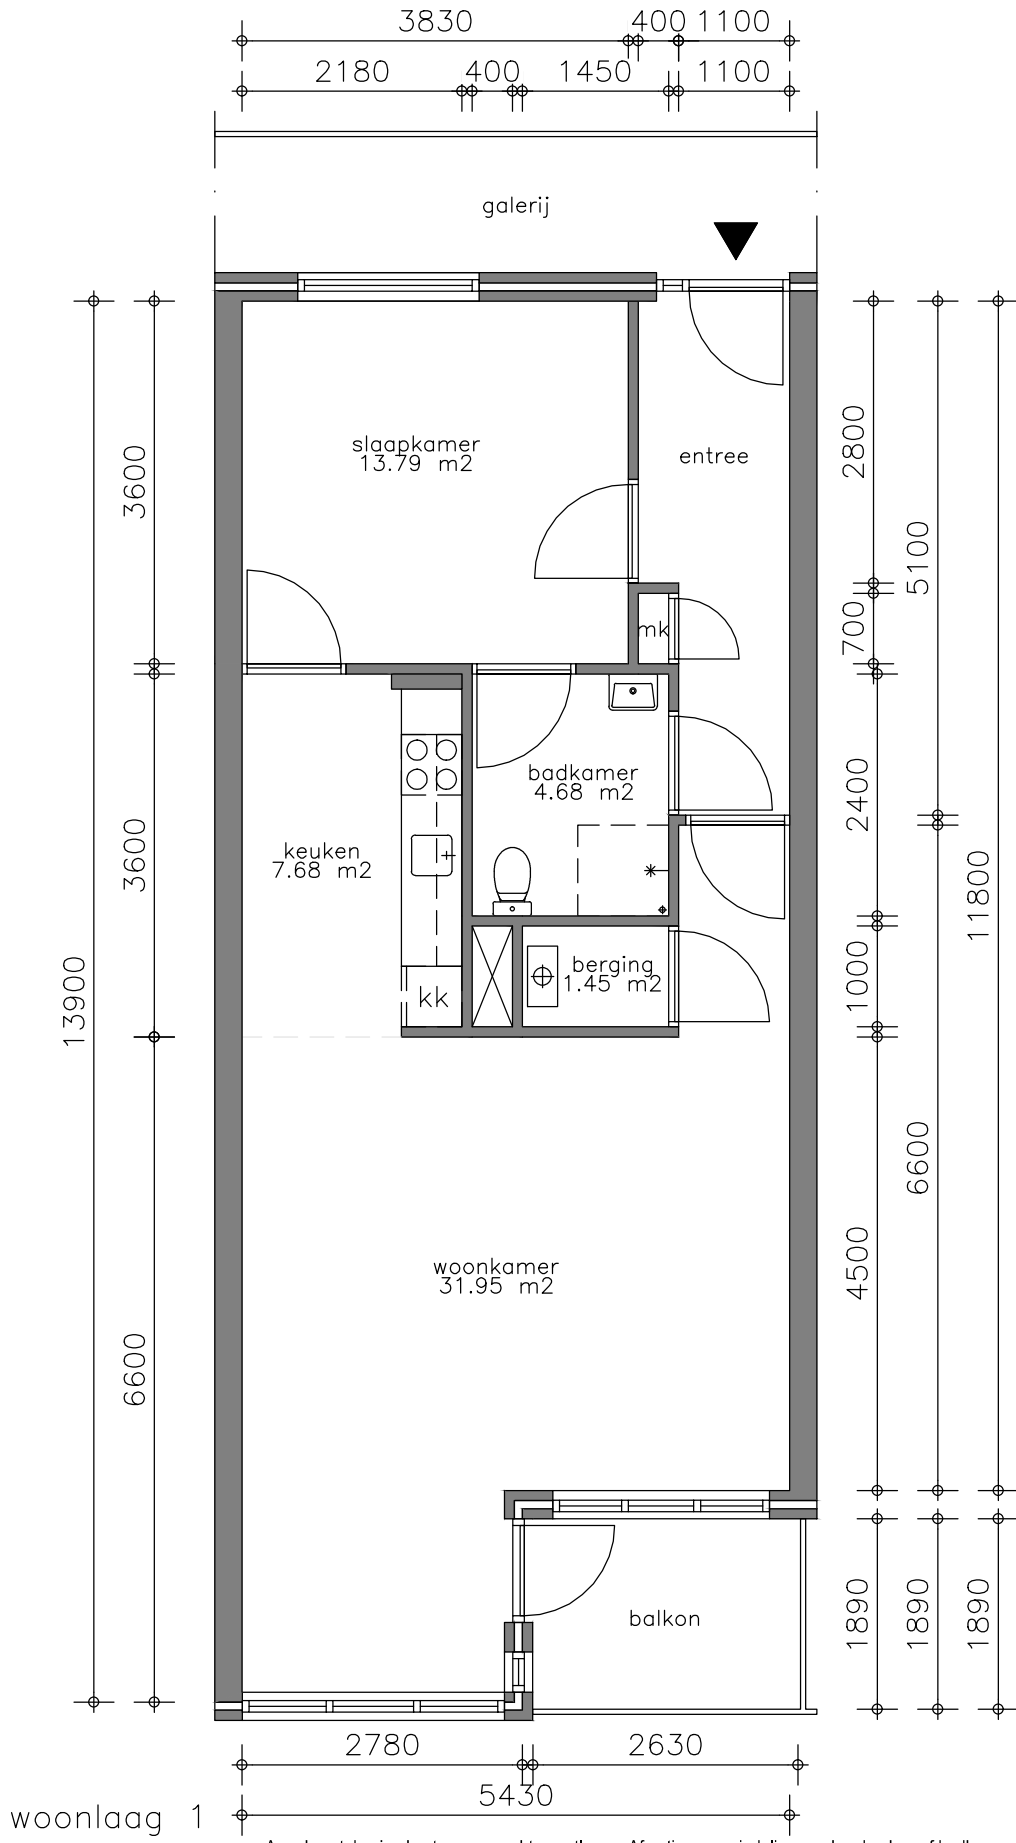 3830 400 1100
2180 400 1450 1100
galerij
slaapkamer
13.79 m2
entree
mk
badkamer
4.68 m2
keuken
7.68 m2
berging
1.45 m2
kk
woonkamer
31.95 m2
balkon
3600
3600
13900
6600
2800
5100
700
2400
11800
1000
6600
4500
1890 1890 1890
2780 2630
5430
woonlaag 1